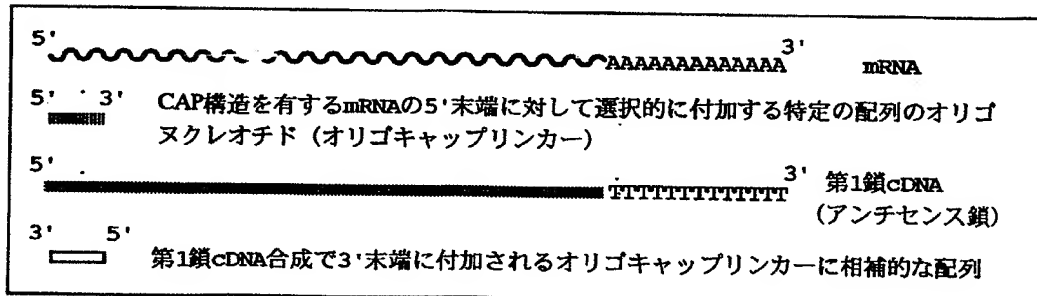 5' 3'
AAAAAAAAAAAAA mRNA
5' 3' CAP構造を有するmRNAの5'末端に対して選択的に付加する特定の配列のオリゴ
ヌクレオチド（オリゴキャップリンカー）
5' 3'
TTTTTTTTTTTTT 第1鎖cDNA
（アンチセンス鎖）
3' 5'
第1鎖cDNA合成で3'末端に付加されるオリゴキャップリンカーに相補的な配列